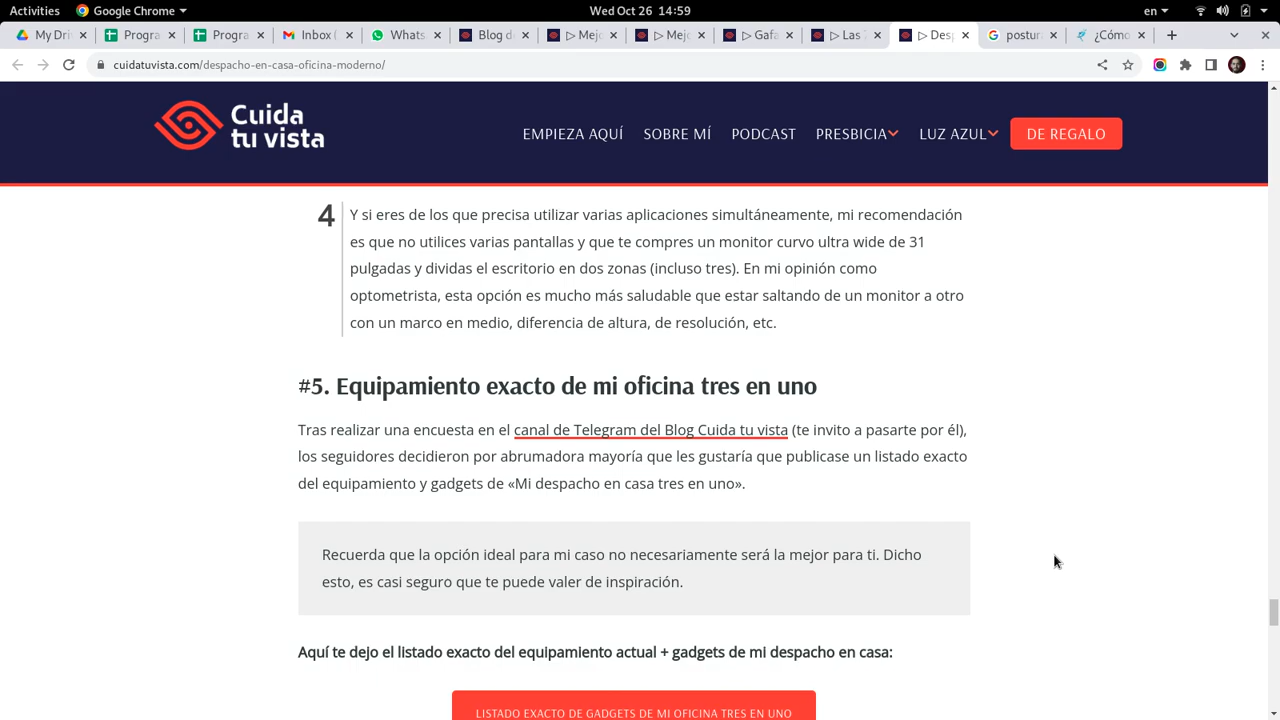 Activities
Google Chrome
Wed Oct 26 14:59
en
My Driv
Progra
Progra
Inbox (
Whats
Blog de
▷ Mejo
▷ Mejo
▷ Gafa
▷ Las
▷ Desp
postura
¿Cómo
cuidatuvista.com/despacho-en-casa-oficina-moderno/
Cuida
tu vista
EMPIEZA AQUÍ
SOBRE MÍ
PODCAST
PRESBICIA
LUZ AZUL
DE REGALO
4
Y si eres de los que precisa utilizar varias aplicaciones simultáneamente, mi recomendación
es que no utilices varias pantallas y que te compres un monitor curvo ultra wide de 31
pulgadas y dividas el escritorio en dos zonas (incluso tres). En mi opinión como
optometrista, esta opción es mucho más saludable que estar saltando de un monitor a otro
con un marco en medio, diferencia de altura, de resolución, etc.
#5. Equipamiento exacto de mi oficina tres en uno
Tras realizar una encuesta en el canal de Telegram del Blog Cuida tu vista (te invito a pasarte por él),
los seguidores decidieron por abrumadora mayoría que les gustaría que publicase un listado exacto
del equipamiento y gadgets de «Mi despacho en casa tres en uno».
Recuerda que la opción ideal para mi caso no necesariamente será la mejor para ti. Dicho
esto, es casi seguro que te puede valer de inspiración.
Aquí te dejo el listado exacto del equipamiento actual + gadgets de mi despacho en casa:
LISTADO EXACTO DE GADGETS DE MI OFICINA TRES EN UNO